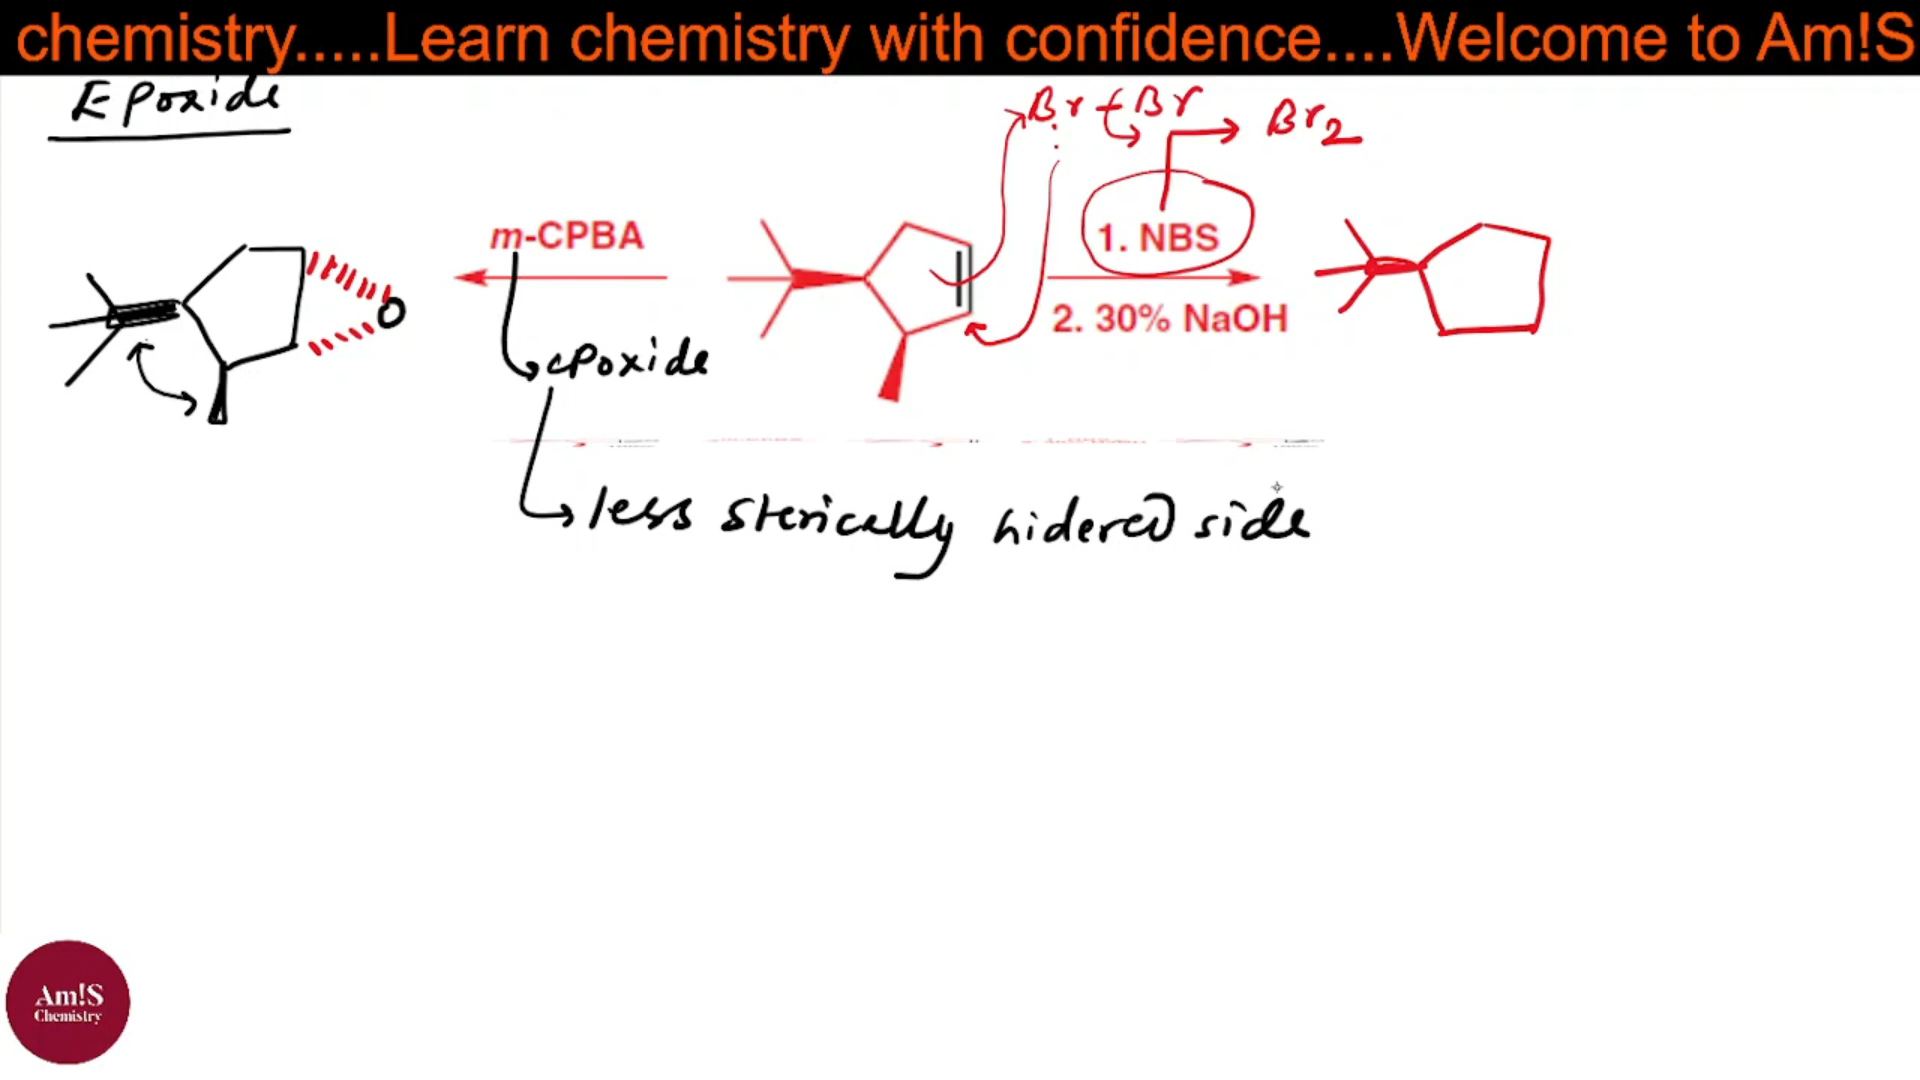 chemistry.....Learn chemistry with confidence....Welcome to Am!S
Epoxide
Br Br
Br2
m-CPBA
1. NBS
2. 30% NaOH
O
epoxide
less sterically hidered side
Am!S
Chemistry